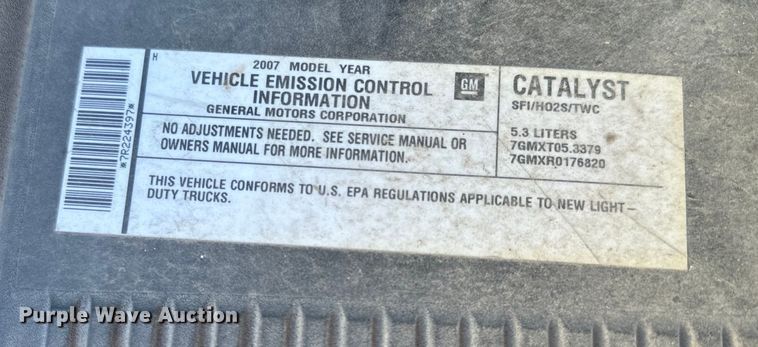 H
2007 MODEL YEAR
VEHICLE EMISSION CONTROL
INFORMATION
GENERAL MOTORS CORPORATION
GM
NO ADJUSTMENTS NEEDED. SEE SERVICE MANUAL OR
OWNERS MANUAL FOR MORE INFORMATION.
CATALYST
SFI/HO2S/TWC
5.3 LITERS
7GMXT05.3379
7GMXR0176820
THIS VEHICLE CONFORMS TO U.S. EPA REGULATIONS APPLICABLE TO NEW LIGHT-
DUTY TRUCKS.
*7R224397*
Purple Wave Auction